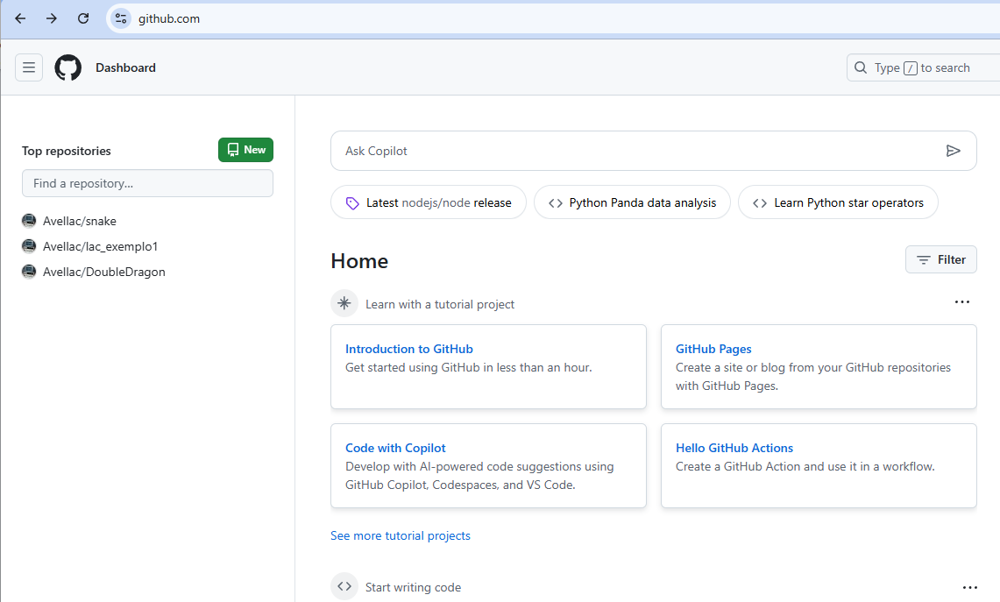 github.com
Dashboard
Type / to search
Top repositories
New
Find a repository...
Avellac/snake
Avellac/lac_exemplo1
Avellac/DoubleDragon
Ask Copilot
Latest nodejs/node release
Python Panda data analysis
Learn Python star operators
Home
Filter
Learn with a tutorial project
Introduction to GitHub
Get started using GitHub in less than an hour.
GitHub Pages
Create a site or blog from your GitHub repositories
with GitHub Pages.
Code with Copilot
Develop with AI-powered code suggestions using
GitHub Copilot, Codespaces, and VS Code.
Hello GitHub Actions
Create a GitHub Action and use it in a workflow.
See more tutorial projects
Start writing code